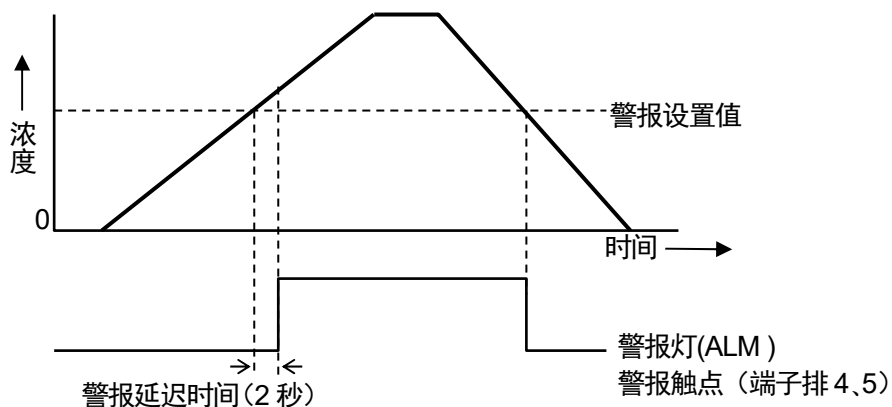 警报设置值
浓度
0
时间
警报灯(ALM )
警报触点（端子排 4、5）
警报延迟时间（2 秒）